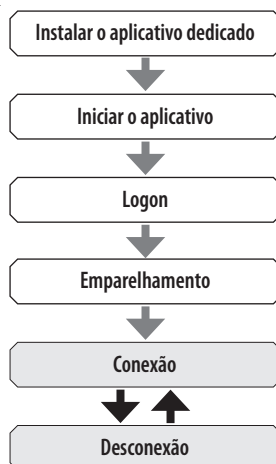 Instalar o aplicativo dedicado
Iniciar o aplicativo
Logon
Emparelhamento
Conexão
Desconexão